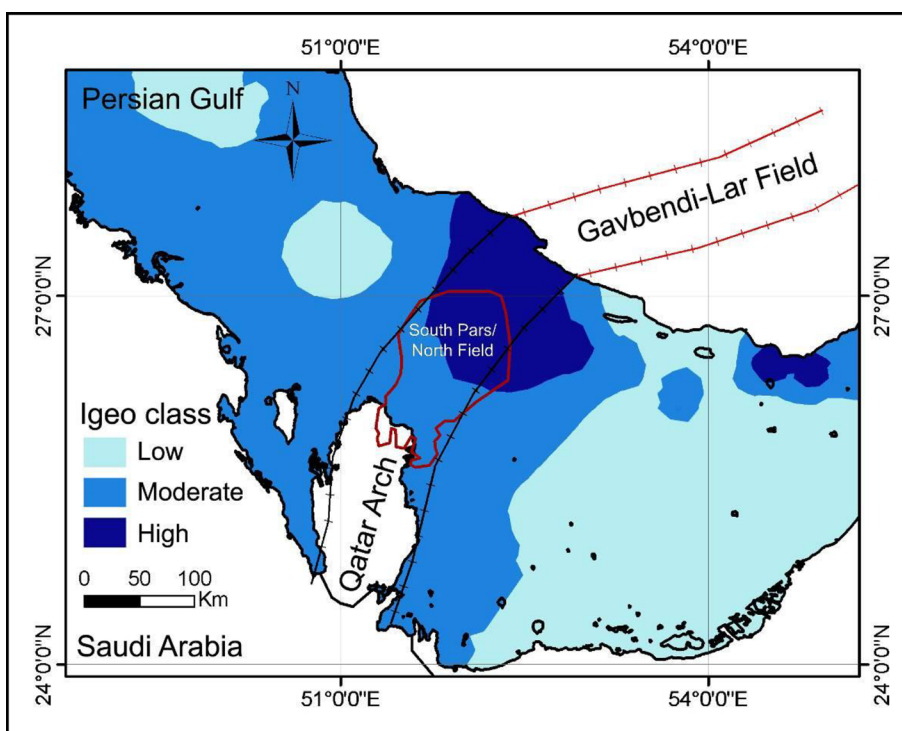 51°0'0"E
54°0'0"E
Persian Gulf
N
Gavbendi-Lar Field
27°0'0"N
27°0'0"N
South Pars/
North Field
Igeo class
Low
Moderate
High
Qatar Arch
0 50 100
Km
Saudi Arabia
24°0'0"N
24°0'0"N
51°0'0"E
54°0'0"E